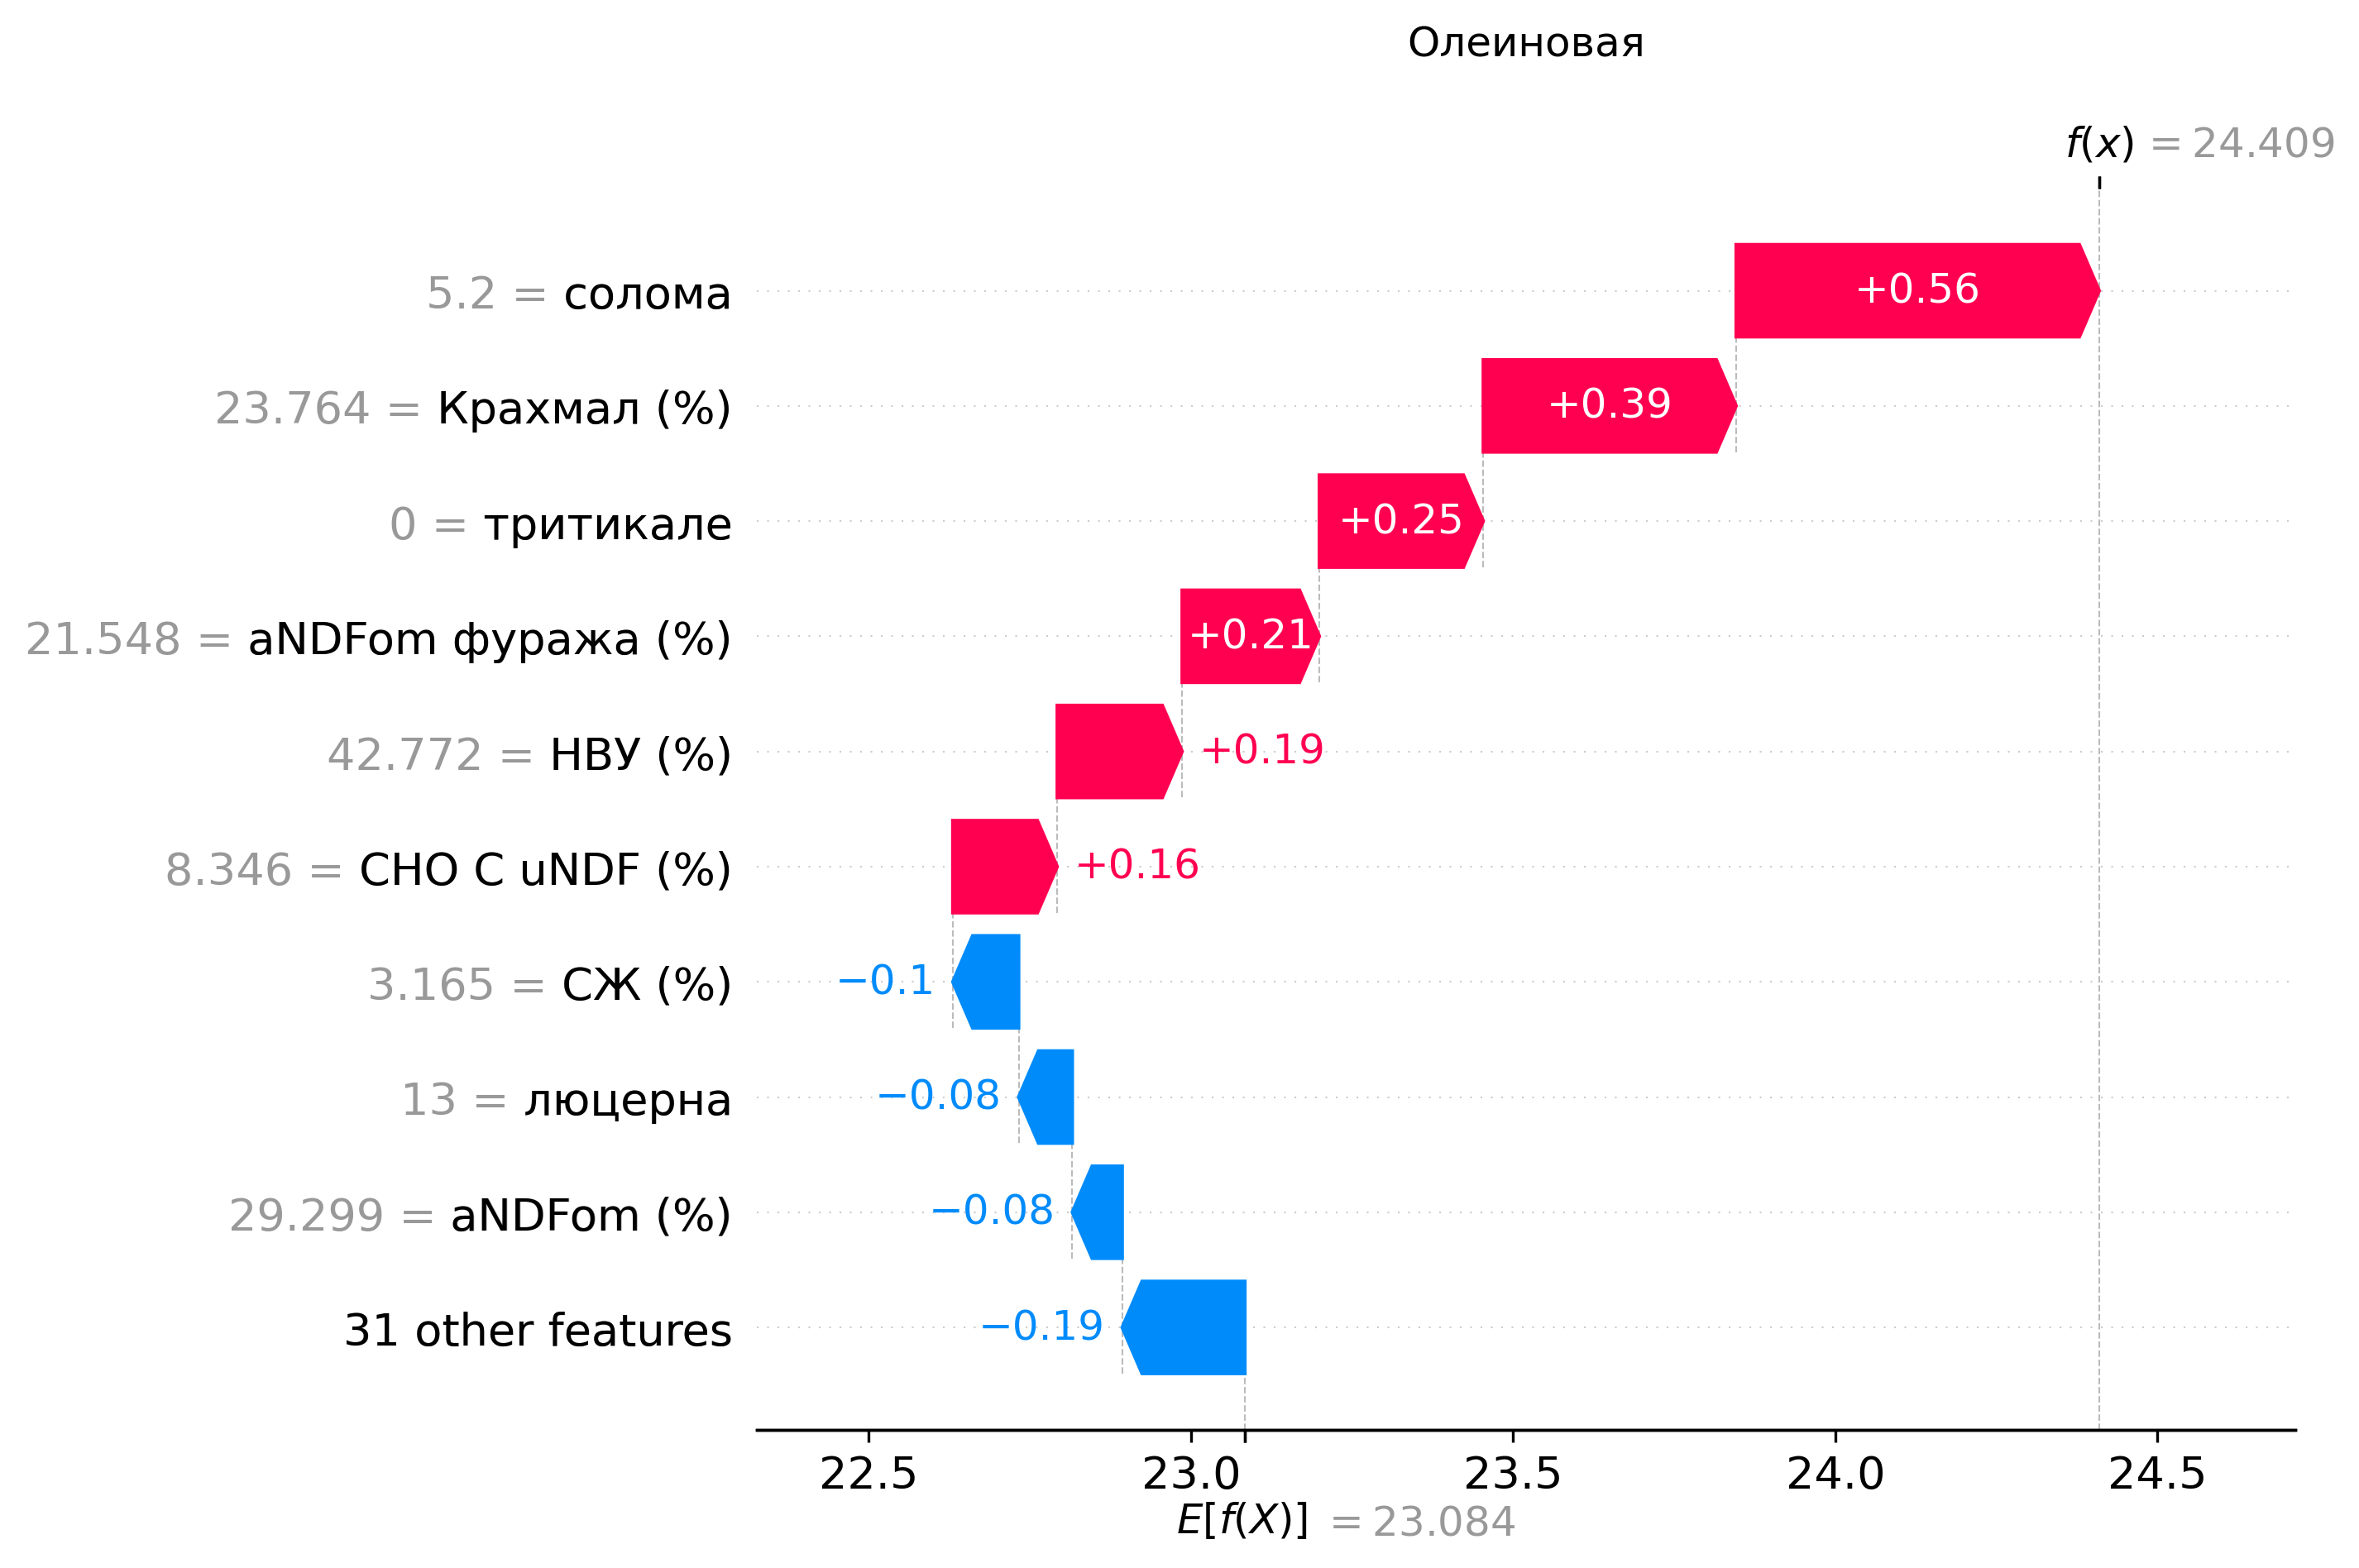 Олеиновая
f(x) = 24.409
5.2 = солома
+0.56
23.764 = Крахмал (%)
+0.39
0 = тритикале
+0.25
21.548 = aNDFom фуража (%)
+0.21
42.772 = НВУ (%)
+0.19
8.346 = CHO C uNDF (%)
+0.16
3.165 = СЖ (%)
−0.1
13 = люцерна
−0.08
29.299 = aNDFom (%)
−0.08
31 other features
−0.19
22.5 23.0 23.5 24.0 24.5
E[f(X)] = 23.084